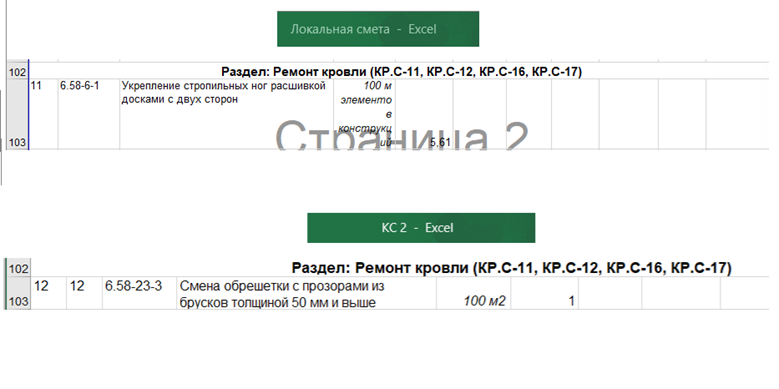 Локальная смета - Excel
102 Раздел: Ремонт кровли (КР.С-11, КР.С-12, КР.С-16, КР.С-17)
11 6.58-6-1 Укрепление стропильных ног расшивкой 100 м
досками с двух сторон элементо
в
Страница 2
конструкц
103 ий 5,61
КС 2 - Excel
102 Раздел: Ремонт кровли (КР.С-11, КР.С-12, КР.С-16, КР.С-17)
12 12 6.58-23-3 Смена обрешетки с прозорами из
103 брусков толщиной 50 мм и выше 100 м2 1